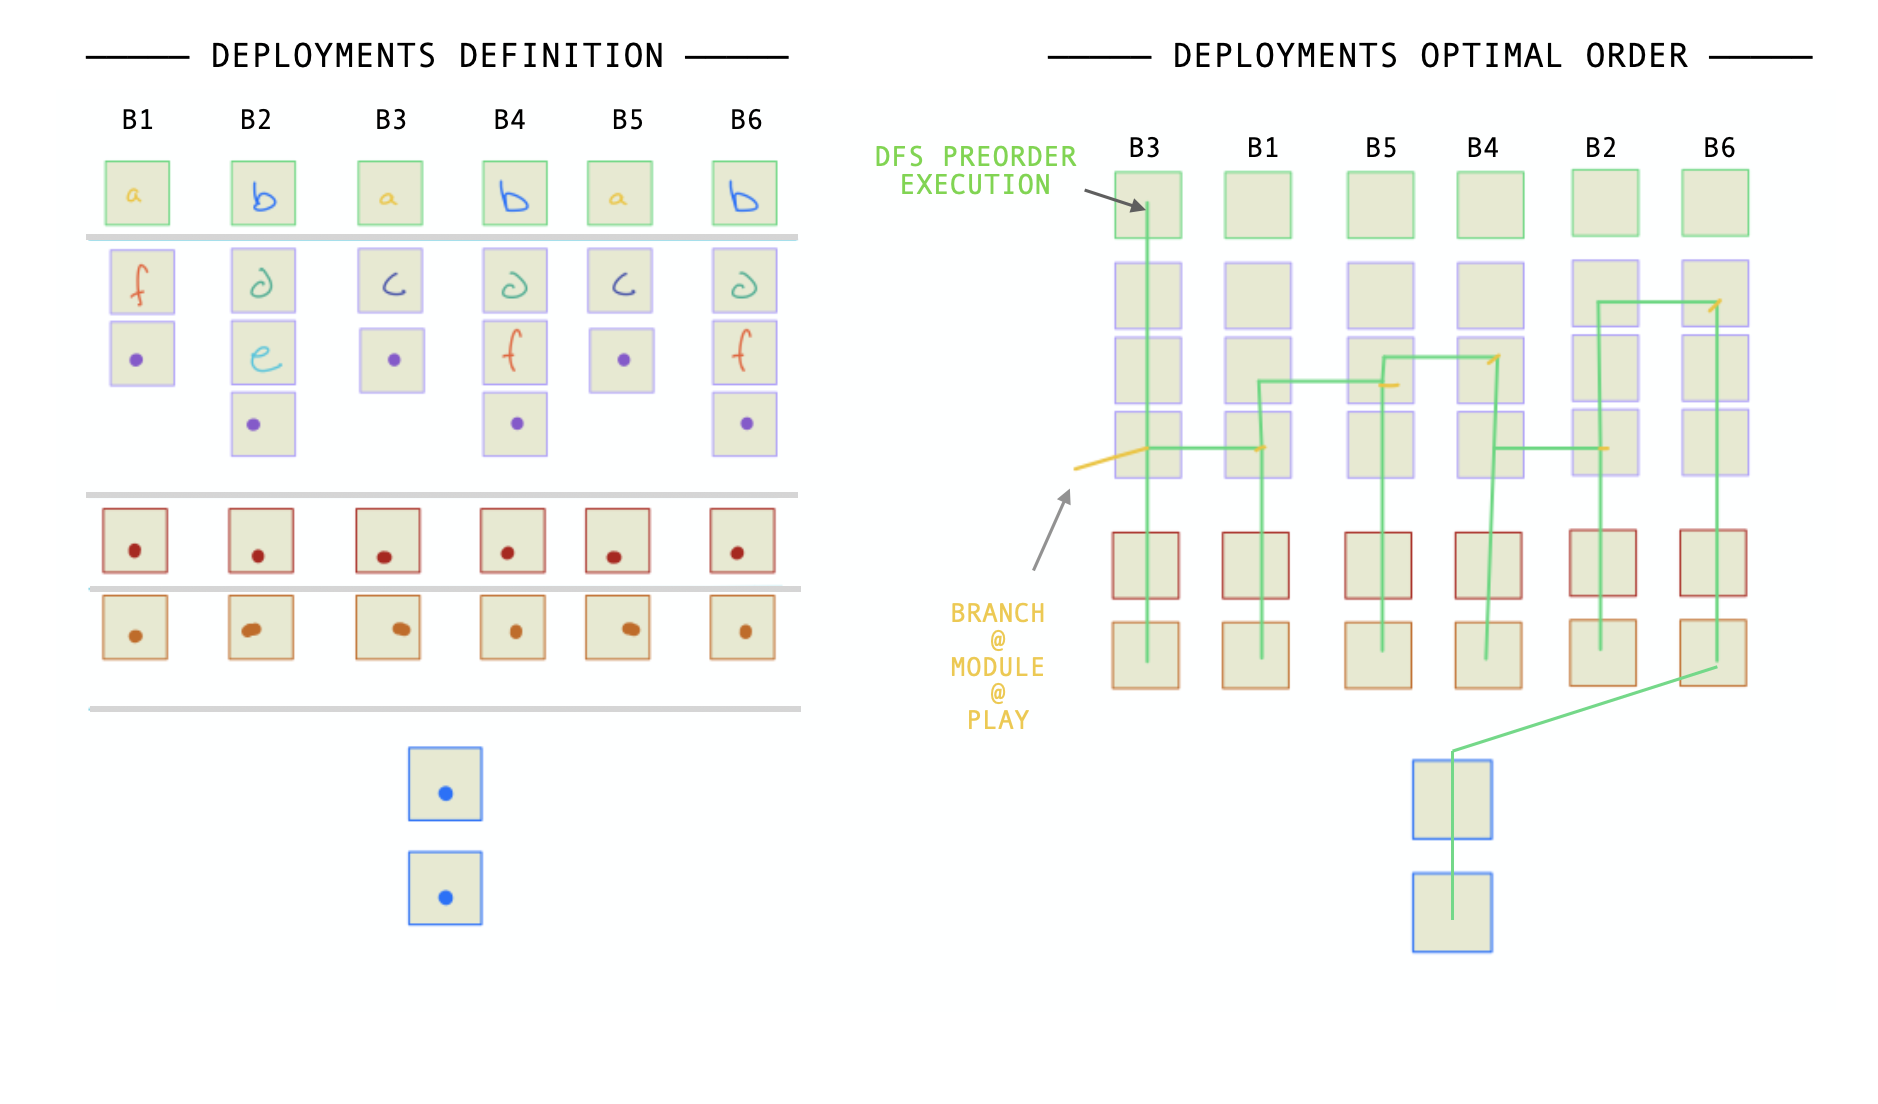 DEPLOYMENTS DEFINITION
B1 B2 B3 B4 B5 B6
a b a b a b
f d c d c d
e f f
DEPLOYMENTS OPTIMAL ORDER
B3 B1 B5 B4 B2 B6
DFS PREORDER
EXECUTION
BRANCH
@
MODULE
@
PLAY